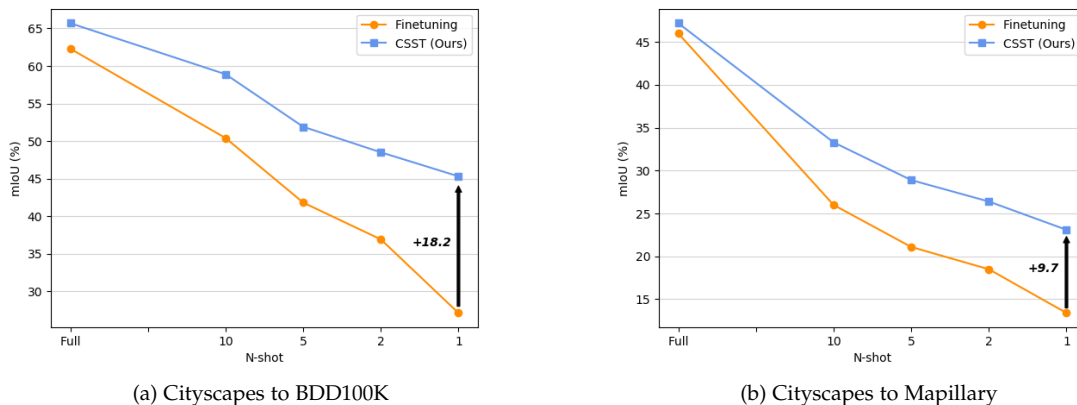 65
60
55
50
45
40
35
30
mIoU (%)
Finetuning
CSST (Ours)
+18.2
Full
10
5
2
1
N-shot
(a) Cityscapes to BDD100K
45
40
35
30
25
20
15
mIoU (%)
Finetuning
CSST (Ours)
+9.7
Full
10
5
2
1
N-shot
(b) Cityscapes to Mapillary